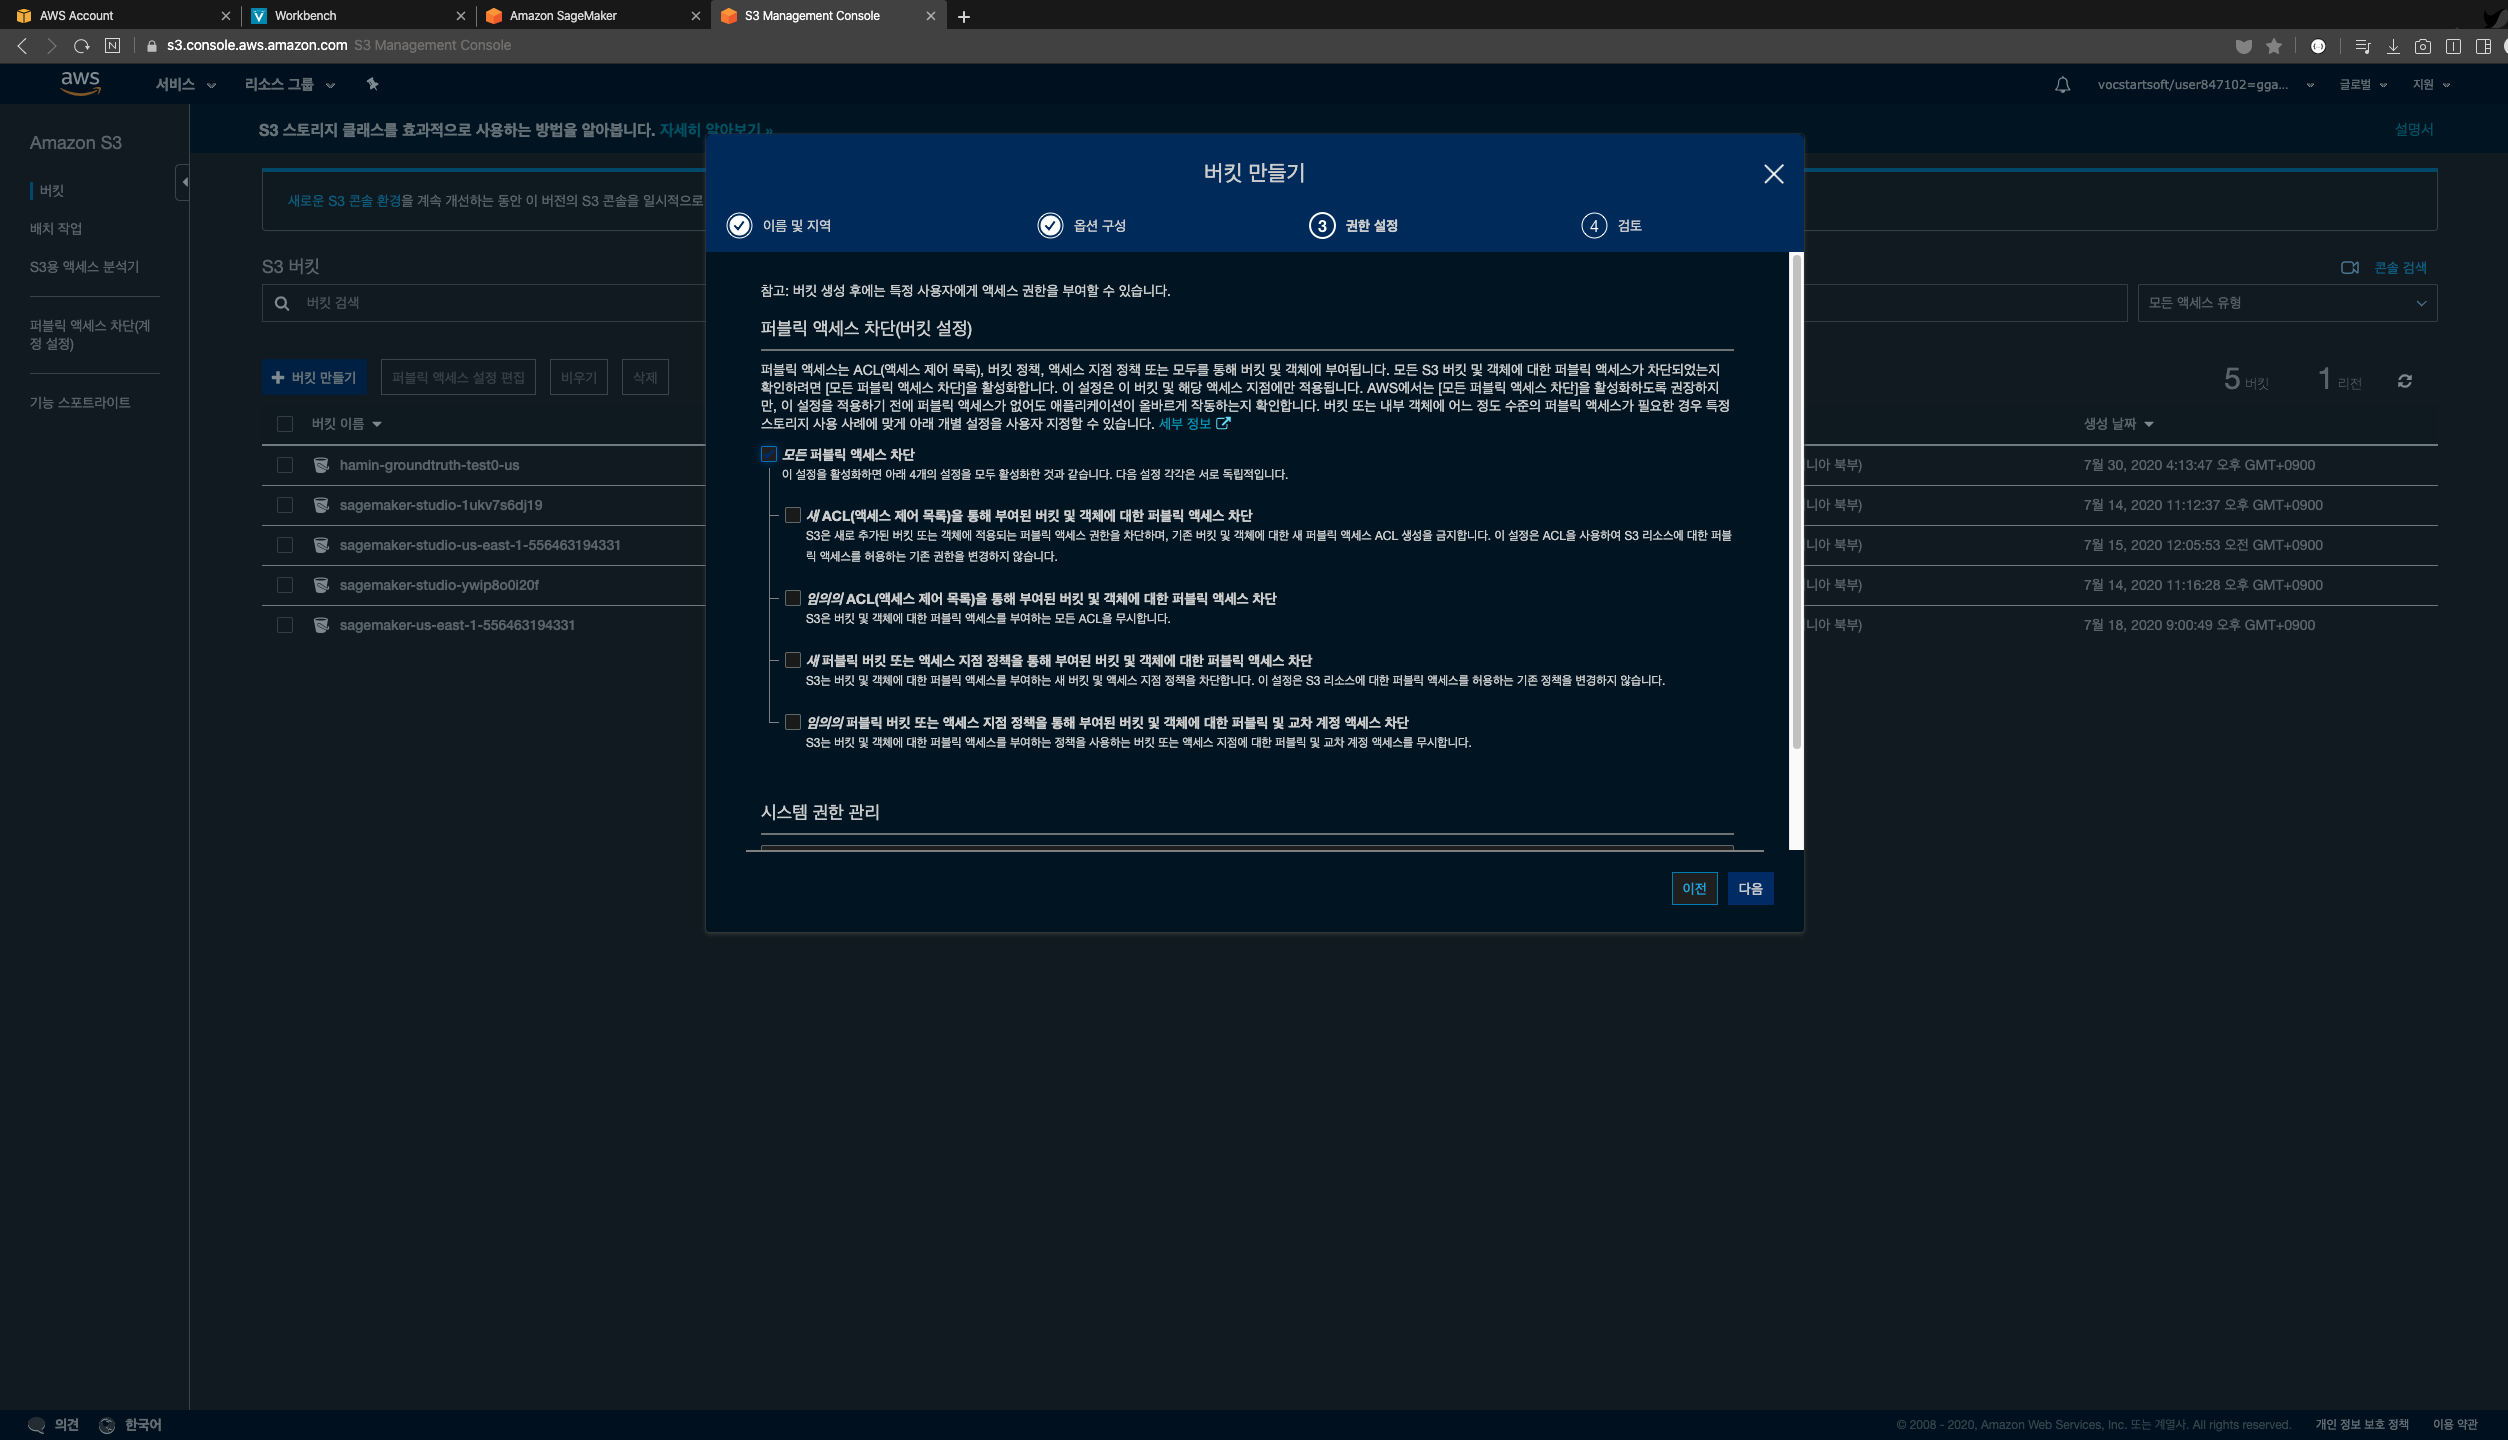 AWS Account
Workbench
Amazon SageMaker
S3 Management Console
s3.console.aws.amazon.com S3 Management Console
aws
서비스
리소스 그룹
vocstartsoft/user847102=gga...
글로벌
지원
Amazon S3
버킷
배치 작업
S3용 액세스 분석기
퍼블릭 액세스 차단(계
정 설정)
기능 스포트라이트
S3 스토리지 클래스를 효과적으로 사용하는 방법을 알아봅니다. 자세히 알아보기 »
설명서
새로운 S3 콘솔 환경을 계속 개선하는 동안 이 버전의 S3 콘솔을 일시적으로
S3 버킷
콘솔 검색
버킷 검색
모든 액세스 유형
버킷 만들기
퍼블릭 액세스 설정 편집
비우기
삭제
5 버킷
1 리전
버킷 이름
생성 날짜
hamin-groundtruth-test0-us
니아 북부)
7월 30, 2020 4:13:47 오후 GMT+0900
sagemaker-studio-1ukv7s6dj19
니아 북부)
7월 14, 2020 11:12:37 오후 GMT+0900
sagemaker-studio-us-east-1-556463194331
니아 북부)
7월 15, 2020 12:05:53 오전 GMT+0900
sagemaker-studio-ywip8o0i20f
니아 북부)
7월 14, 2020 11:16:28 오후 GMT+0900
sagemaker-us-east-1-556463194331
니아 북부)
7월 18, 2020 9:00:49 오후 GMT+0900
버킷 만들기
이름 및 지역
옵션 구성
3 권한 설정
4 검토
참고: 버킷 생성 후에는 특정 사용자에게 액세스 권한을 부여할 수 있습니다.
퍼블릭 액세스 차단(버킷 설정)
퍼블릭 액세스는 ACL(액세스 제어 목록), 버킷 정책, 액세스 지점 정책 또는 모두를 통해 버킷 및 객체에 부여됩니다. 모든 S3 버킷 및 객체에 대한 퍼블릭 액세스가 차단되었는지
확인하려면 [모든 퍼블릭 액세스 차단]을 활성화합니다. 이 설정은 이 버킷 및 해당 액세스 지점에만 적용됩니다. AWS에서는 [모든 퍼블릭 액세스 차단]을 활성화하도록 권장하지
만, 이 설정을 적용하기 전에 퍼블릭 액세스가 없어도 애플리케이션이 올바르게 작동하는지 확인합니다. 버킷 또는 내부 객체에 어느 정도 수준의 퍼블릭 액세스가 필요한 경우 특정
스토리지 사용 사례에 맞게 아래 개별 설정을 사용자 지정할 수 있습니다. 세부 정보
모든 퍼블릭 액세스 차단
이 설정을 활성화하면 아래 4개의 설정을 모두 활성화한 것과 같습니다. 다음 설정 각각은 서로 독립적입니다.
새 ACL(액세스 제어 목록)을 통해 부여된 버킷 및 객체에 대한 퍼블릭 액세스 차단
S3은 새로 추가된 버킷 또는 객체에 적용되는 퍼블릭 액세스 권한을 차단하며, 기존 버킷 및 객체에 대한 새 퍼블릭 액세스 ACL 생성을 금지합니다. 이 설정은 ACL을 사용하여 S3 리소스에 대한 퍼블
릭 액세스를 허용하는 기존 권한을 변경하지 않습니다.
임의의 ACL(액세스 제어 목록)을 통해 부여된 버킷 및 객체에 대한 퍼블릭 액세스 차단
S3은 버킷 및 객체에 대한 퍼블릭 액세스를 부여하는 모든 ACL을 무시합니다.
새 퍼블릭 버킷 또는 액세스 지점 정책을 통해 부여된 버킷 및 객체에 대한 퍼블릭 액세스 차단
S3는 버킷 및 객체에 대한 퍼블릭 액세스를 부여하는 새 버킷 및 액세스 지점 정책을 차단합니다. 이 설정은 S3 리소스에 대한 퍼블릭 액세스를 허용하는 기존 정책을 변경하지 않습니다.
임의의 퍼블릭 버킷 또는 액세스 지점 정책을 통해 부여된 버킷 및 객체에 대한 퍼블릭 및 교차 계정 액세스 차단
S3는 버킷 및 객체에 대한 퍼블릭 액세스를 부여하는 정책을 사용하는 버킷 또는 액세스 지점에 대한 퍼블릭 및 교차 계정 액세스를 무시합니다.
시스템 권한 관리
이전
다음
의견
한국어
© 2008 - 2020, Amazon Web Services, Inc. 또는 계열사. All rights reserved.
개인 정보 보호 정책
이용 약관